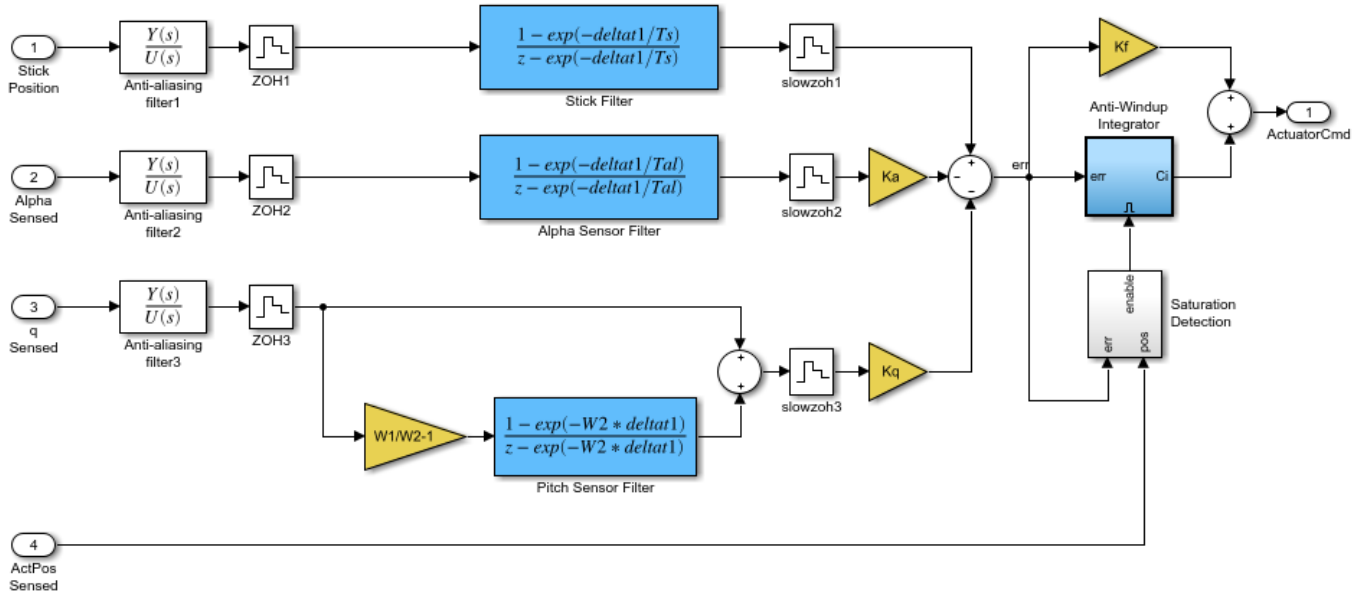 1
Stick
Position
Y(s)
U(s)
Anti-aliasing
filter1
ZOH1
1 − exp(−deltat1/Ts)
z − exp(−deltat1/Ts)
Stick Filter
slowzoh1
Kf
+
+
1
ActuatorCmd
2
Alpha
Sensed
Y(s)
U(s)
Anti-aliasing
filter2
ZOH2
1 − exp(−deltat1/Tal)
z − exp(−deltat1/Tal)
Alpha Sensor Filter
slowzoh2
Ka
+
−
−
err
Anti-Windup
Integrator
err
Ci
3
q
Sensed
Y(s)
U(s)
Anti-aliasing
filter3
ZOH3
W1/W2-1
1 − exp(−W2 * deltat1)
z − exp(−W2 * deltat1)
Pitch Sensor Filter
+
+
slowzoh3
Kq
enable
err
pos
Saturation
Detection
4
ActPos
Sensed